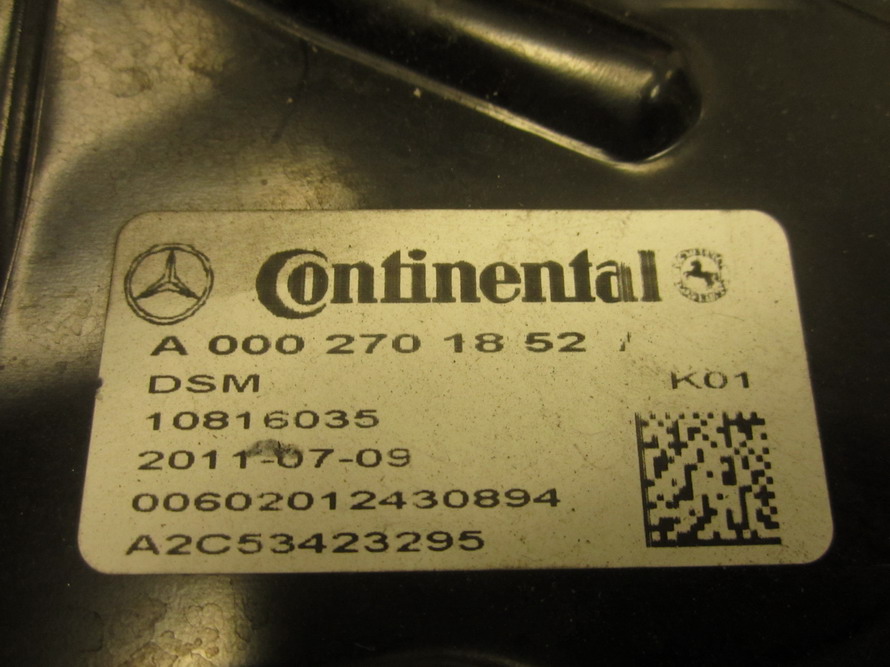 Continental
A 000 270 18 52 /
DSM
K01
10816035
2011-07-09
00602012430894
A2C53423295